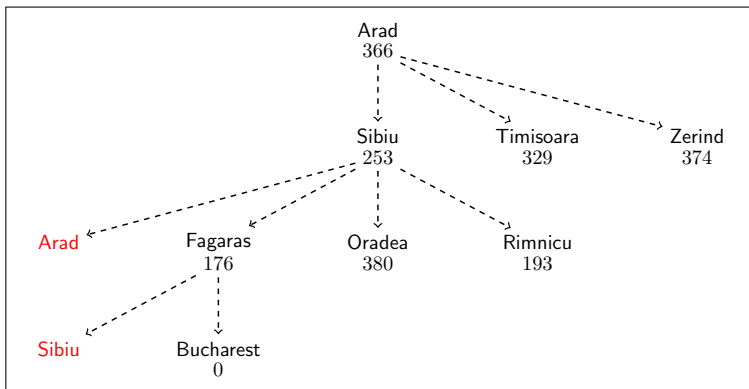 Arad
366
Sibiu Timisoara Zerind
253 329 374
Arad Fagaras Oradea Rimnicu
176 380 193
Sibiu Bucharest
0